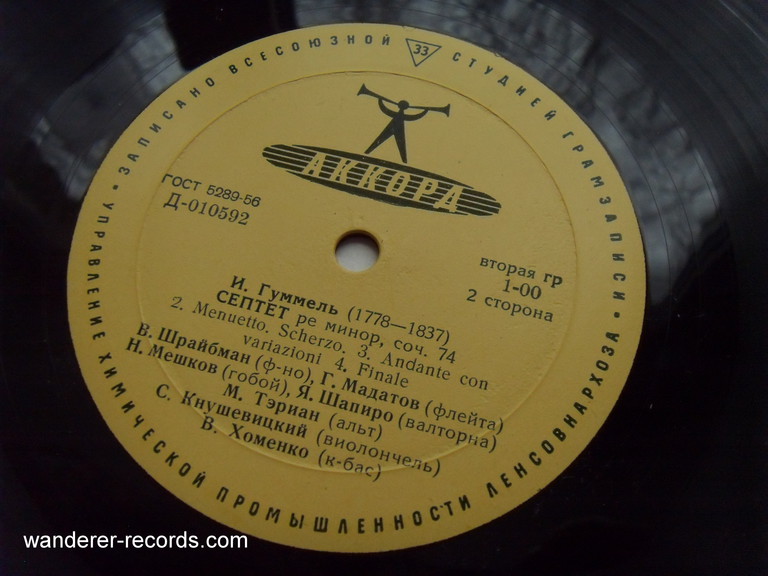 ЗАПИСАНО ВСЕСОЮЗНОЙ 33 СТУДИЕЙ ГРАМЗАПИСИ •
УПРАВЛЕНИЕ ХИМИЧЕСКОЙ ПРОМЫШЛЕННОСТИ ЛЕНСОВНАРХОЗА •
АККОРД
ГОСТ 5289-56
Д-010592
вторая гр
1-00
2 сторона
И. Гуммель (1778—1837)
СЕПТЕТ ре минор, соч. 74
2. Menuetto. Scherzo. 3. Andante con
variazioni 4. Finale
В. Шрайбман (ф-но), Г. Мадатов (флейта)
Н. Мешков (гобой), Я. Шапиро (валторна)
М. Тэриан (альт)
С. Кнушевицкий (виолончель)
В. Хоменко (к-бас)
wanderer-records.com